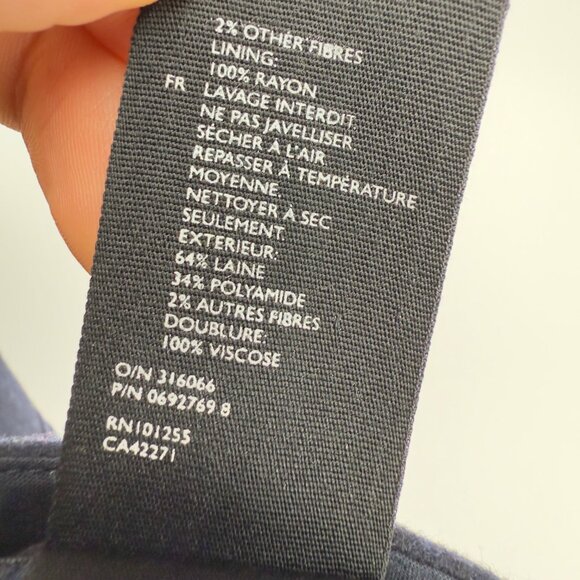 2% OTHER FIBRES
LINING:
100% RAYON
FR LAVAGE INTERDIT
NE PAS JAVELLISER
SÉCHER À L'AIR
REPASSER À TEMPÉRATURE
MOYENNE
NETTOYER À SEC
SEULEMENT
EXTERIEUR:
64% LAINE
34% POLYAMIDE
2% AUTRES FIBRES
DOUBLURE:
100% VISCOSE
O/N 316066
P/N 0692769 8
RN101255
CA42271